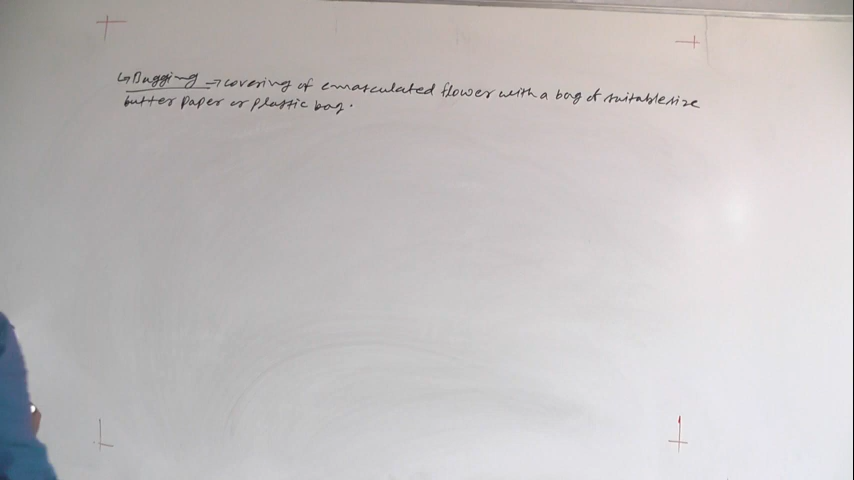 ↳ Bagging → covering of emasculated flower with a bag of suitable size
butter paper or plastic bag.